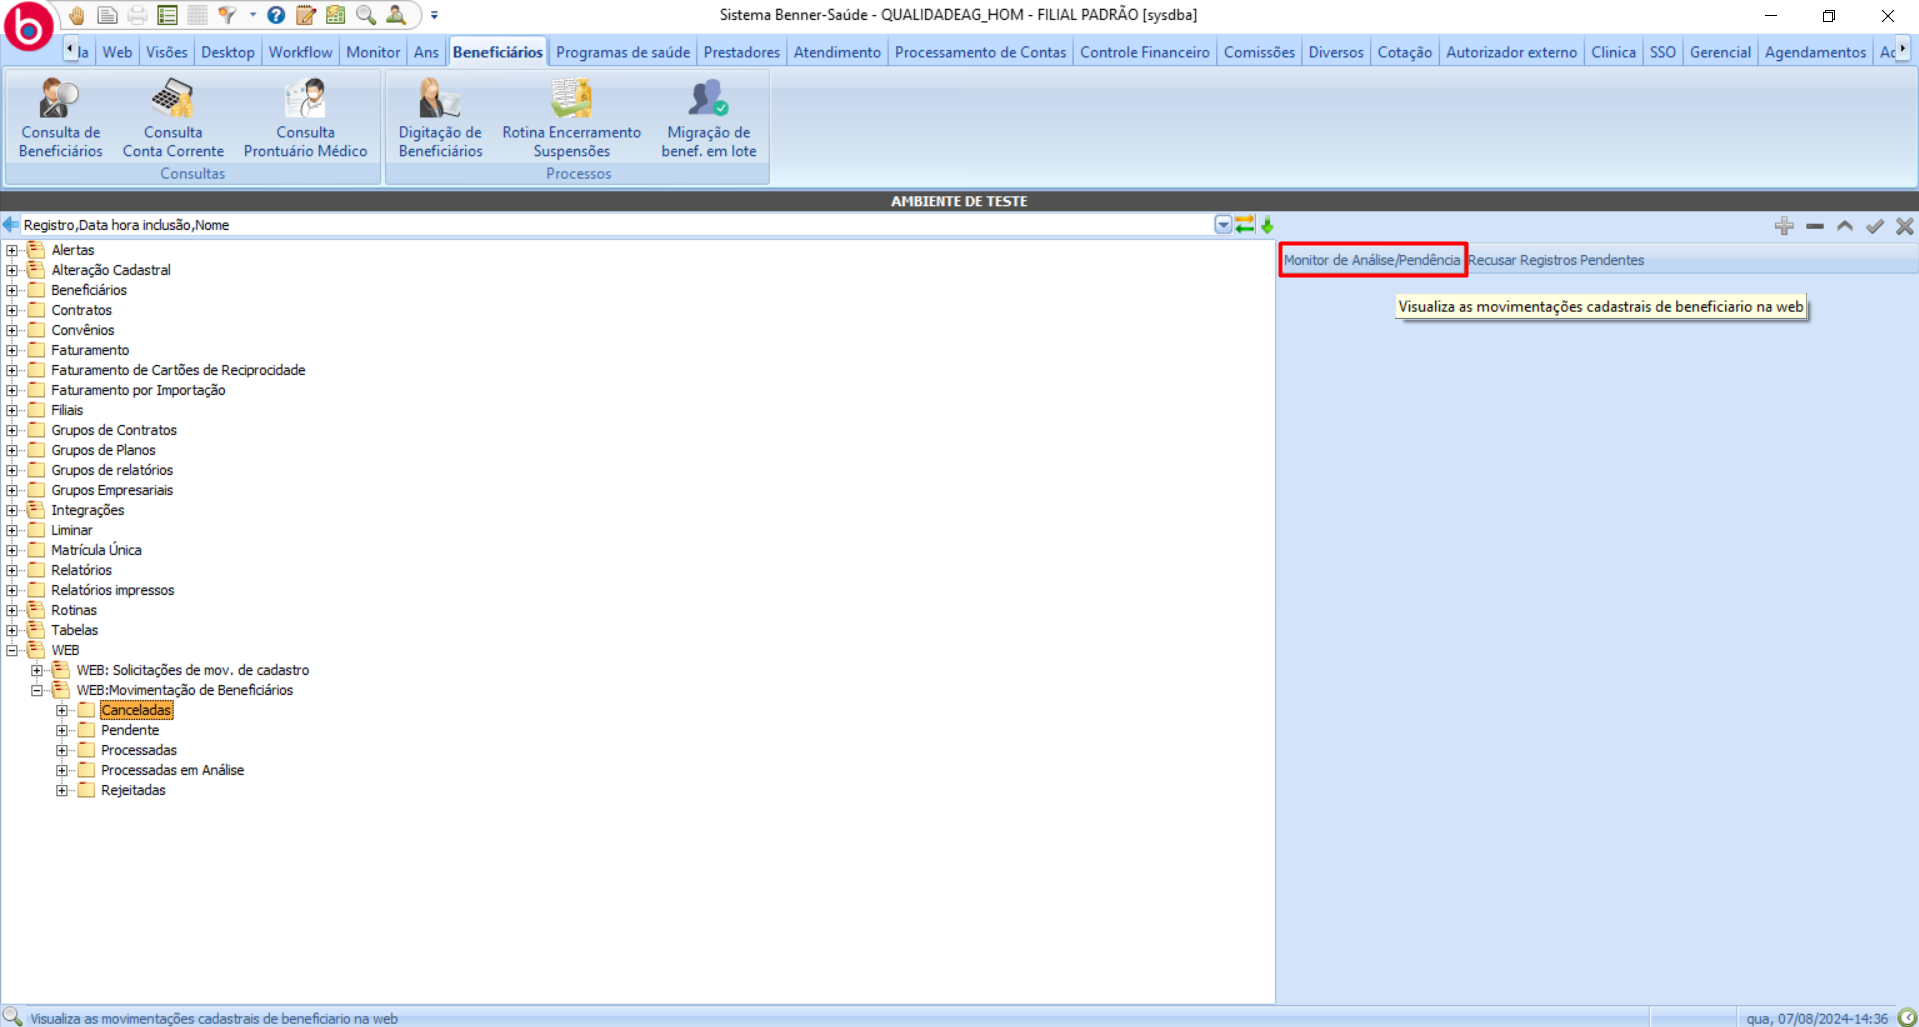 Sistema Benner-Saúde - QUALIDADEAG_HOM - FILIAL PADRÃO [sysdba]
la Web Visões Desktop Workflow Monitor Ans Beneficiários Programas de saúde Prestadores Atendimento Processamento de Contas Controle Financeiro Comissões Diversos Cotação Autorizador externo Clinica SSO Gerencial Agendamentos
Consulta de Beneficiários
Consulta Conta Corrente
Consulta Prontuário Médico
Consultas
Digitação de Beneficiários
Rotina Encerramento Suspensões
Migração de benef. em lote
Processos
AMBIENTE DE TESTE
Registro,Data hora inclusão,Nome
Alertas
Alteração Cadastral
Beneficiários
Contratos
Convênios
Faturamento
Faturamento de Cartões de Reciprocidade
Faturamento por Importação
Filiais
Grupos de Contratos
Grupos de Planos
Grupos de relatórios
Grupos Empresariais
Integrações
Liminar
Matrícula Única
Relatórios
Relatórios impressos
Rotinas
Tabelas
WEB
WEB: Solicitações de mov. de cadastro
WEB:Movimentação de Beneficiários
Canceladas
Pendente
Processadas
Processadas em Análise
Rejeitadas
Monitor de Análise/Pendência Recusar Registros Pendentes
Visualiza as movimentações cadastrais de beneficiario na web
Visualiza as movimentações cadastrais de beneficiario na web
qua, 07/08/2024-14:36